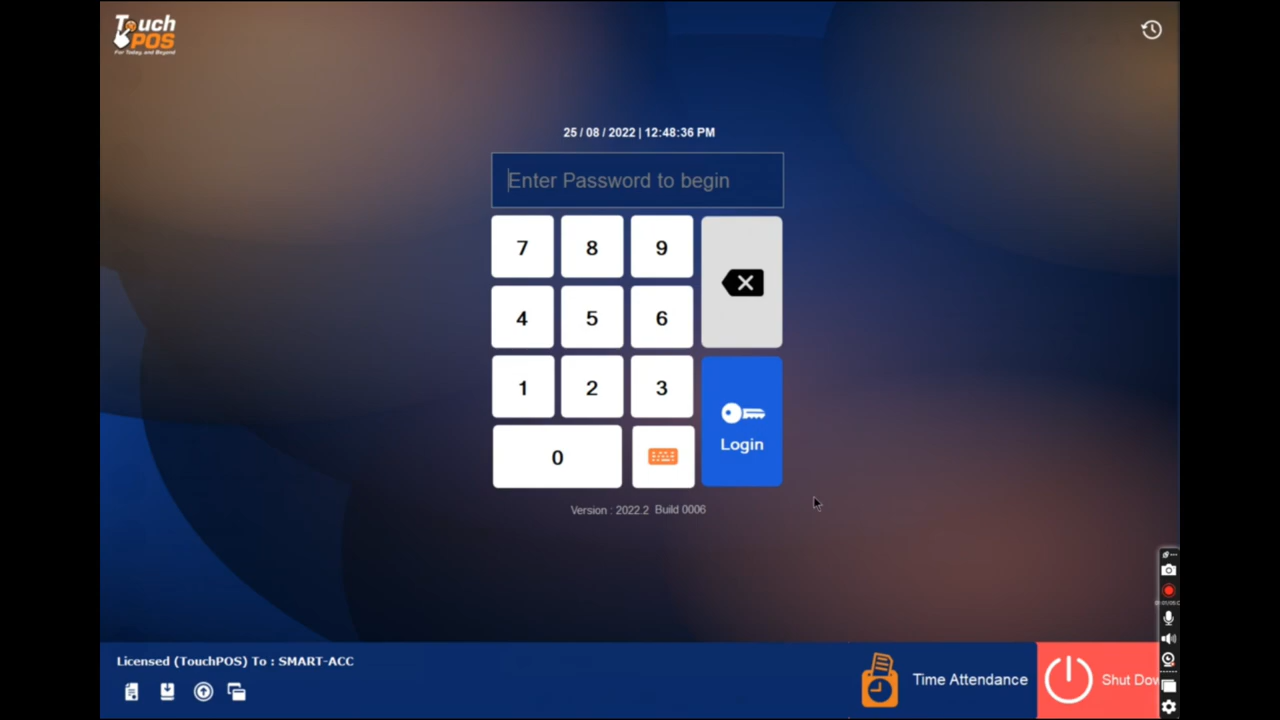 Touch
POS
For Today, and Beyond
25 / 08 / 2022 | 12:48:36 PM
Enter Password to begin
7 8 9
4 5 6
1 2 3
Login
0
Version : 2022.2 Build 0006
Licensed (TouchPOS) To : SMART-ACC
Time Attendance
Shut Dow